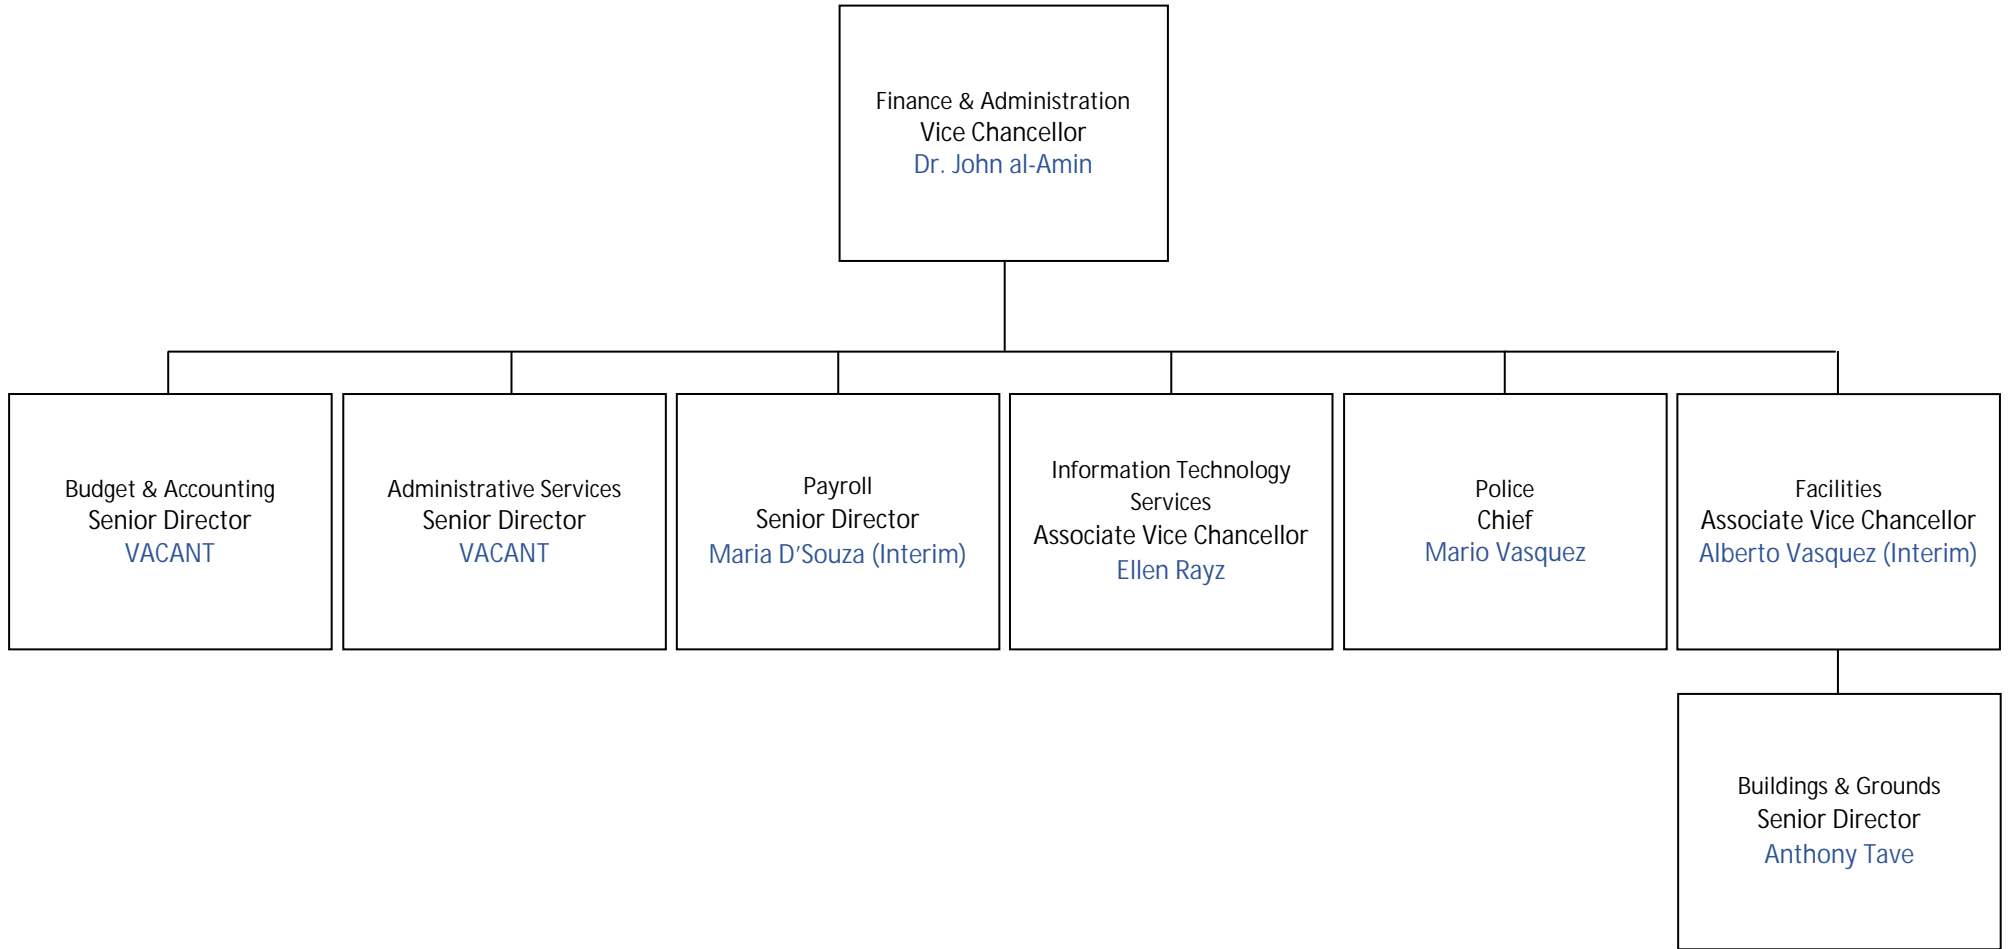 Finance & Administration
Vice Chancellor
Dr. John al-Amin
Budget & Accounting
Senior Director
VACANT
Administrative Services
Senior Director
VACANT
Payroll
Senior Director
Maria D’Souza (Interim)
Information Technology
Services
Associate Vice Chancellor
Ellen Rayz
Police
Chief
Mario Vasquez
Facilities
Associate Vice Chancellor
Alberto Vasquez (Interim)
Buildings & Grounds
Senior Director
Anthony Tave